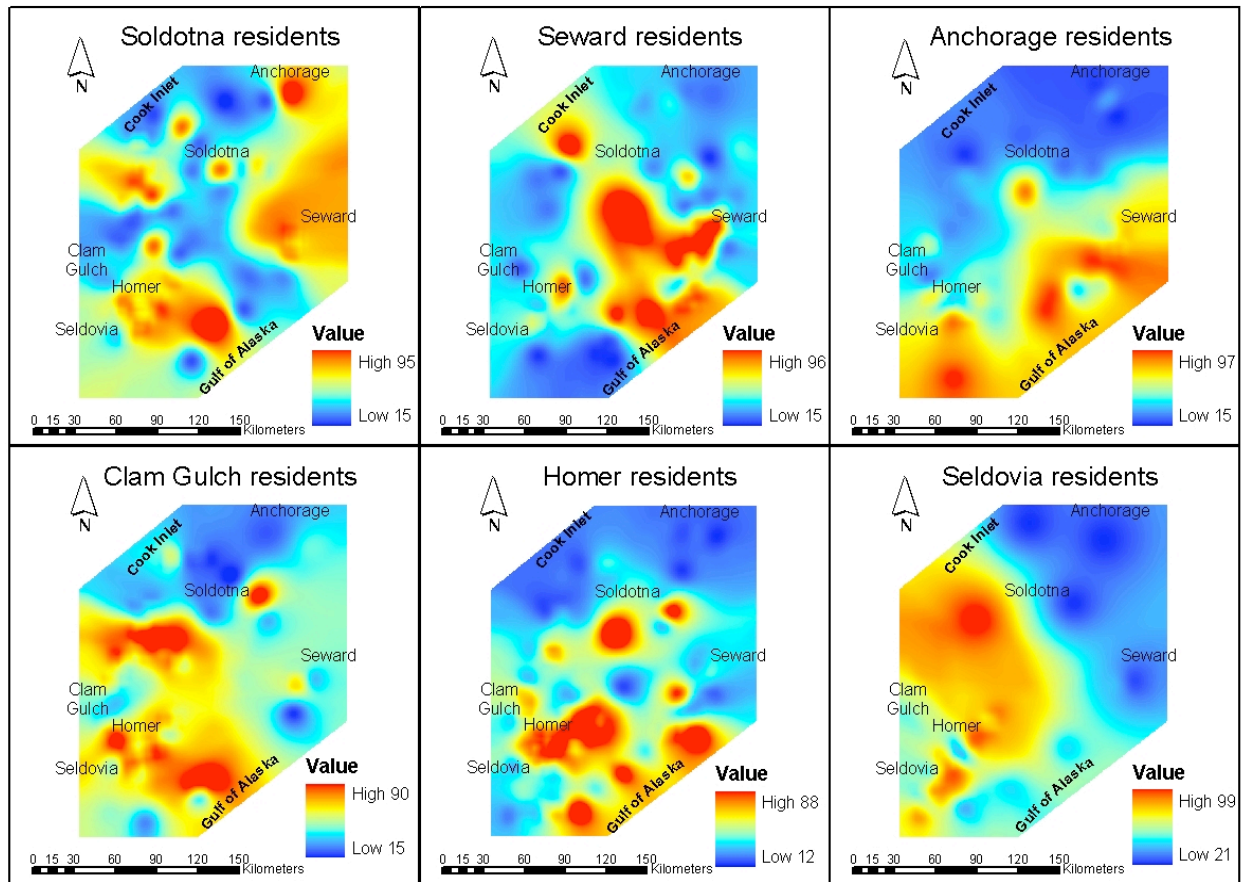 Soldotna residents
N
Anchorage
Cook Inlet
Soldotna
Seward
Clam
Gulch
Homer
Seldovia
Gulf of Alaska
Value
High 95
Low 15
0 15 30 60 90 120 150
Kilometers
Seward residents
N
Anchorage
Cook Inlet
Soldotna
Seward
Clam
Gulch
Homer
Seldovia
Gulf of Alaska
Value
High 96
Low 15
0 15 30 60 90 120 150
Kilometers
Anchorage residents
N
Anchorage
Cook Inlet
Soldotna
Seward
Clam
Gulch
Homer
Seldovia
Gulf of Alaska
Value
High 97
Low 15
0 15 30 60 90 120 150
Kilometers
Clam Gulch residents
N
Anchorage
Cook Inlet
Soldotna
Seward
Clam
Gulch
Homer
Seldovia
Gulf of Alaska
Value
High 90
Low 15
0 15 30 60 90 120 150
Kilometers
Homer residents
N
Anchorage
Cook Inlet
Soldotna
Seward
Clam
Gulch
Homer
Seldovia
Gulf of Alaska
Value
High 88
Low 12
0 15 30 60 90 120 150
Kilometers
Seldovia residents
N
Anchorage
Cook Inlet
Soldotna
Seward
Clam
Gulch
Homer
Seldovia
Gulf of Alaska
Value
High 99
Low 21
0 15 30 60 90 120 150
Kilometers